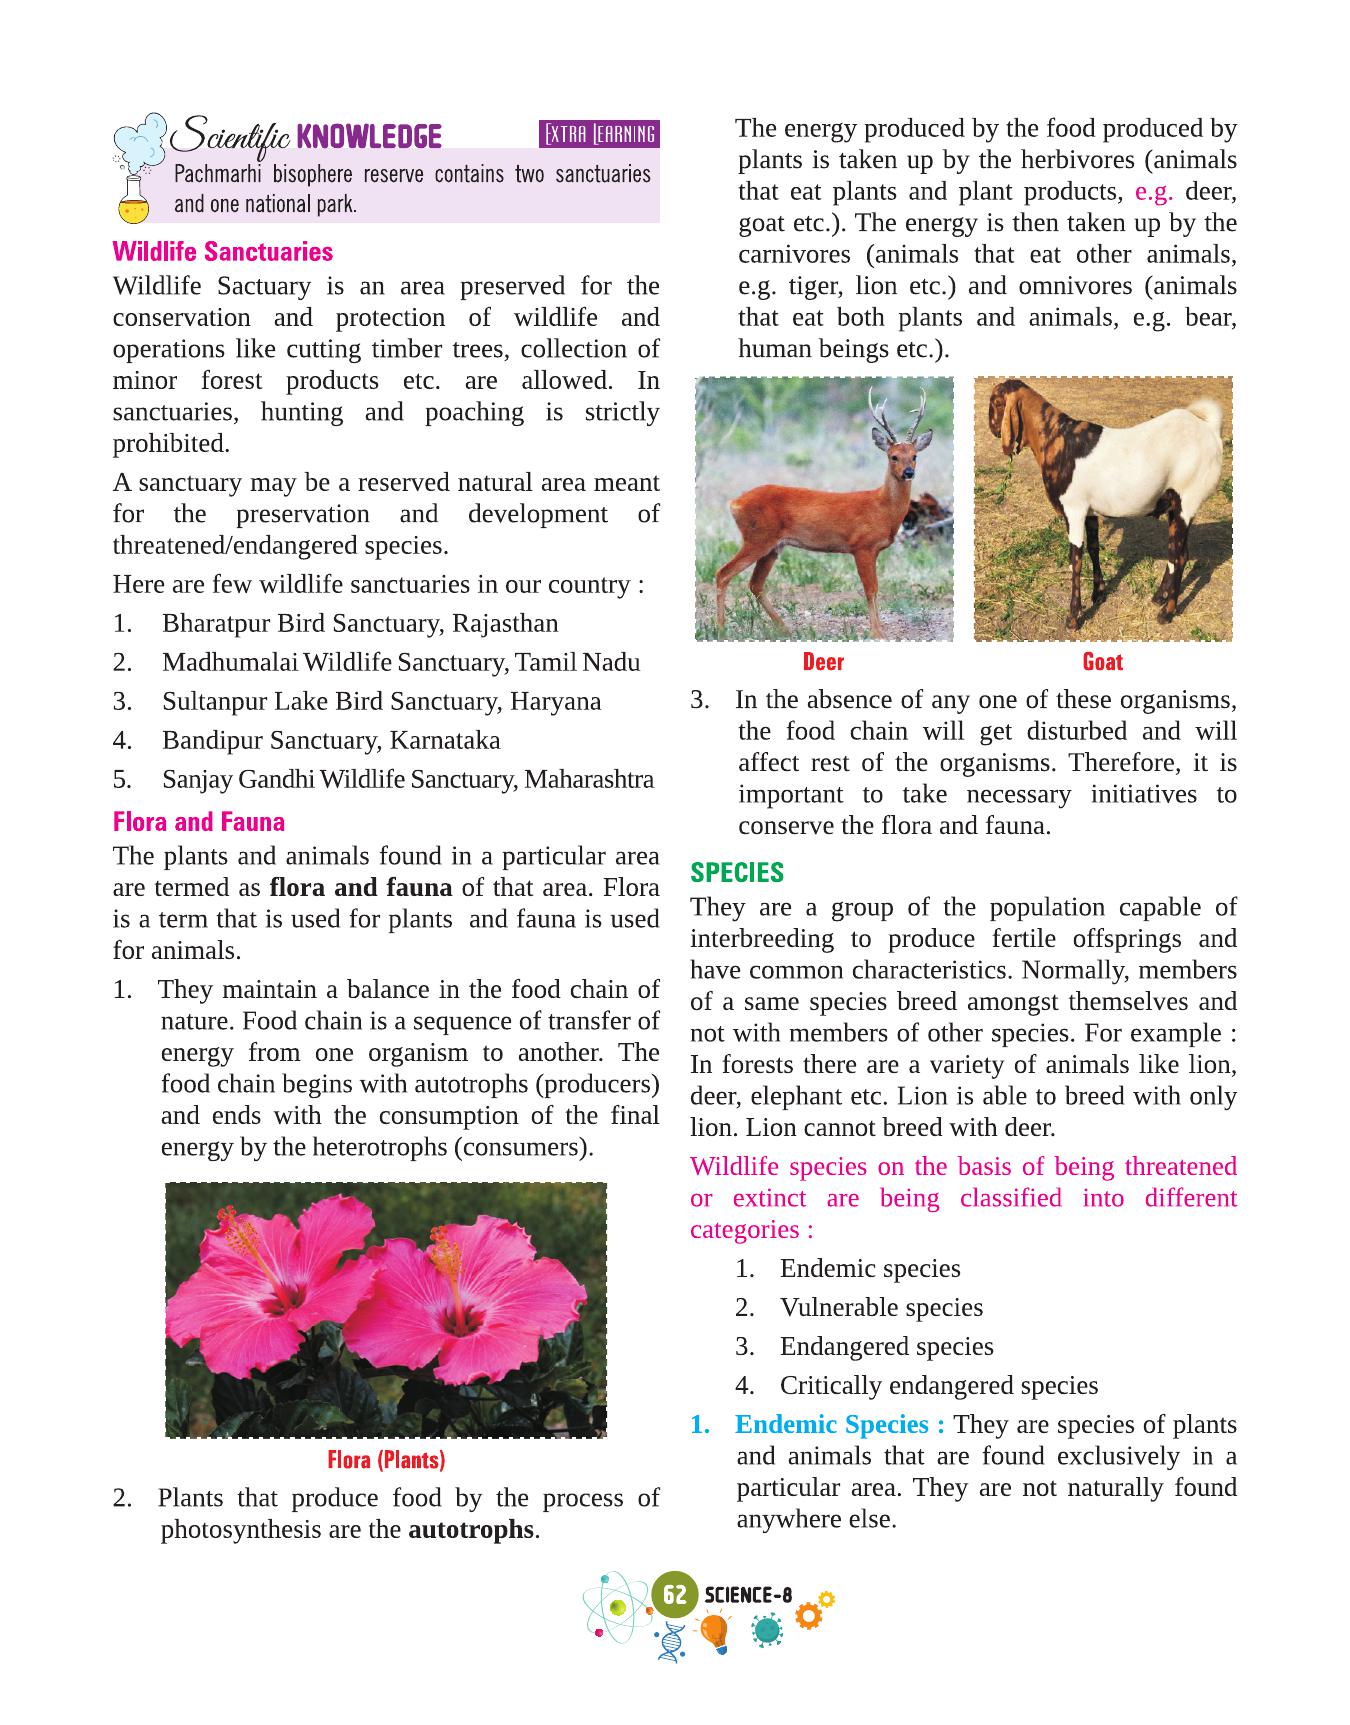 Scientific KNOWLEDGE
EXTRA LEARNING
Pachmarhi bisophere reserve contains two sanctuaries
and one national park.
Wildlife Sanctuaries
Wildlife Sactuary is an area preserved for the
conservation and protection of wildlife and
operations like cutting timber trees, collection of
minor forest products etc. are allowed. In
sanctuaries, hunting and poaching is strictly
prohibited.
A sanctuary may be a reserved natural area meant
for the preservation and development of
threatened/endangered species.
Here are few wildlife sanctuaries in our country :
1. Bharatpur Bird Sanctuary, Rajasthan
2. Madhumalai Wildlife Sanctuary, Tamil Nadu
3. Sultanpur Lake Bird Sanctuary, Haryana
4. Bandipur Sanctuary, Karnataka
5. Sanjay Gandhi Wildlife Sanctuary, Maharashtra
Flora and Fauna
The plants and animals found in a particular area
are termed as flora and fauna of that area. Flora
is a term that is used for plants and fauna is used
for animals.
1. They maintain a balance in the food chain of
nature. Food chain is a sequence of transfer of
energy from one organism to another. The
food chain begins with autotrophs (producers)
and ends with the consumption of the final
energy by the heterotrophs (consumers).
Flora (Plants)
2. Plants that produce food by the process of
photosynthesis are the autotrophs.
The energy produced by the food produced by
plants is taken up by the herbivores (animals
that eat plants and plant products, e.g. deer,
goat etc.). The energy is then taken up by the
carnivores (animals that eat other animals,
e.g. tiger, lion etc.) and omnivores (animals
that eat both plants and animals, e.g. bear,
human beings etc.).
Deer
Goat
3. In the absence of any one of these organisms,
the food chain will get disturbed and will
affect rest of the organisms. Therefore, it is
important to take necessary initiatives to
conserve the flora and fauna.
SPECIES
They are a group of the population capable of
interbreeding to produce fertile offsprings and
have common characteristics. Normally, members
of a same species breed amongst themselves and
not with members of other species. For example :
In forests there are a variety of animals like lion,
deer, elephant etc. Lion is able to breed with only
lion. Lion cannot breed with deer.
Wildlife species on the basis of being threatened
or extinct are being classified into different
categories :
1. Endemic species
2. Vulnerable species
3. Endangered species
4. Critically endangered species
1. Endemic Species : They are species of plants
and animals that are found exclusively in a
particular area. They are not naturally found
anywhere else.
62 SCIENCE-8